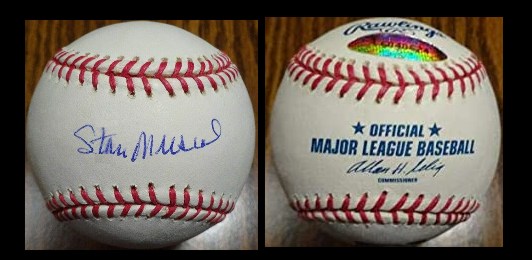 Stan Musial
Rawlings
★ OFFICIAL ★
MAJOR LEAGUE BASEBALL
Allan H. Selig
COMMISSIONER